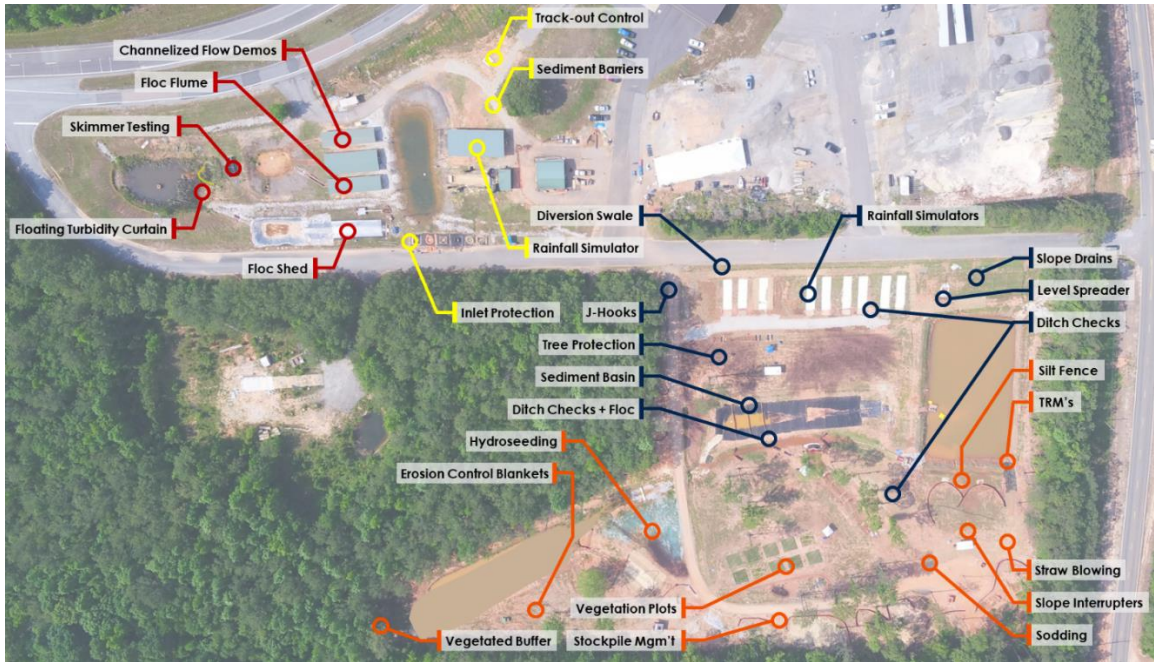 Track-out Control
Channelized Flow Demos
Sediment Barriers
Floc Flume
Skimmer Testing
Diversion Swale
Rainfall Simulators
Floating Turbidity Curtain
Rainfall Simulator
Slope Drains
Floc Shed
Level Spreader
Inlet Protection
J-Hooks
Ditch Checks
Tree Protection
Silt Fence
Sediment Basin
TRM's
Ditch Checks + Floc
Hydroseeding
Erosion Control Blankets
Straw Blowing
Vegetation Plots
Slope Interrupters
Vegetated Buffer
Stockpile Mgm't
Sodding